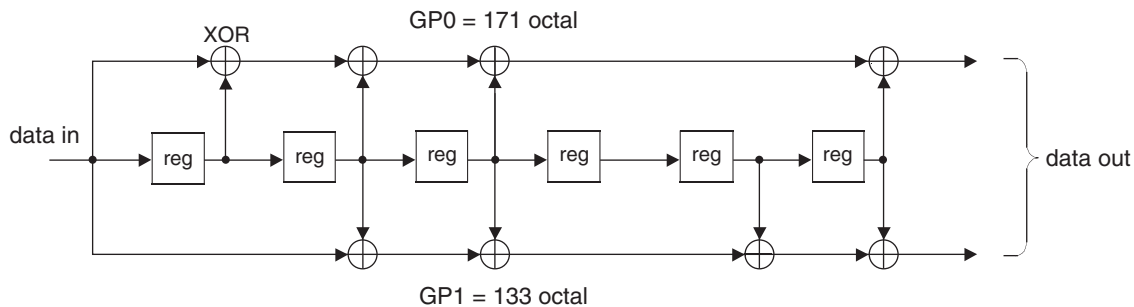 GP0 = 171 octal
XOR
data in
reg
reg
reg
reg
reg
reg
data out
GP1 = 133 octal